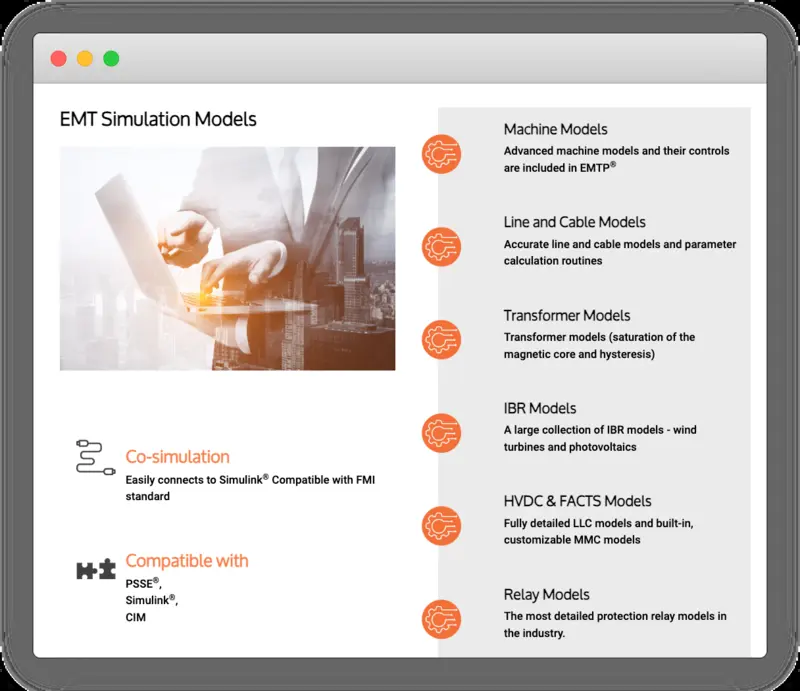 EMT Simulation Models
Co-simulation
Easily connects to Simulink® Compatible with FMI
standard
Compatible with
PSSE®,
Simulink®,
CIM
Machine Models
Advanced machine models and their controls
are included in EMTP®
Line and Cable Models
Accurate line and cable models and parameter
calculation routines
Transformer Models
Transformer models (saturation of the
magnetic core and hysteresis)
IBR Models
A large collection of IBR models - wind
turbines and photovoltaics
HVDC & FACTS Models
Fully detailed LLC models and built-in,
customizable MMC models
Relay Models
The most detailed protection relay models in
the industry.